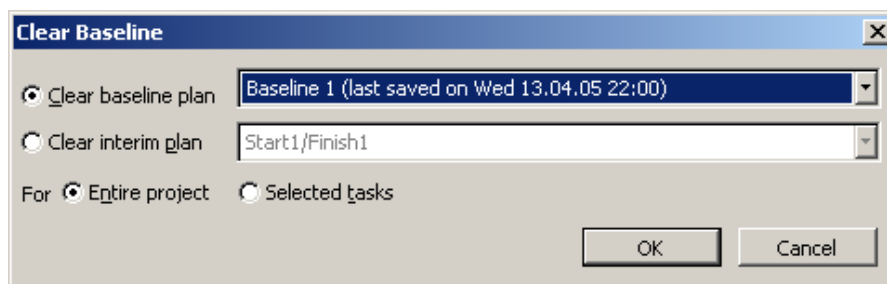 Clear Baseline
Clear baseline plan Baseline 1 (last saved on Wed 13.04.05 22:00)
Clear interim plan Start1/Finish1
For Entire project Selected tasks
OK Cancel